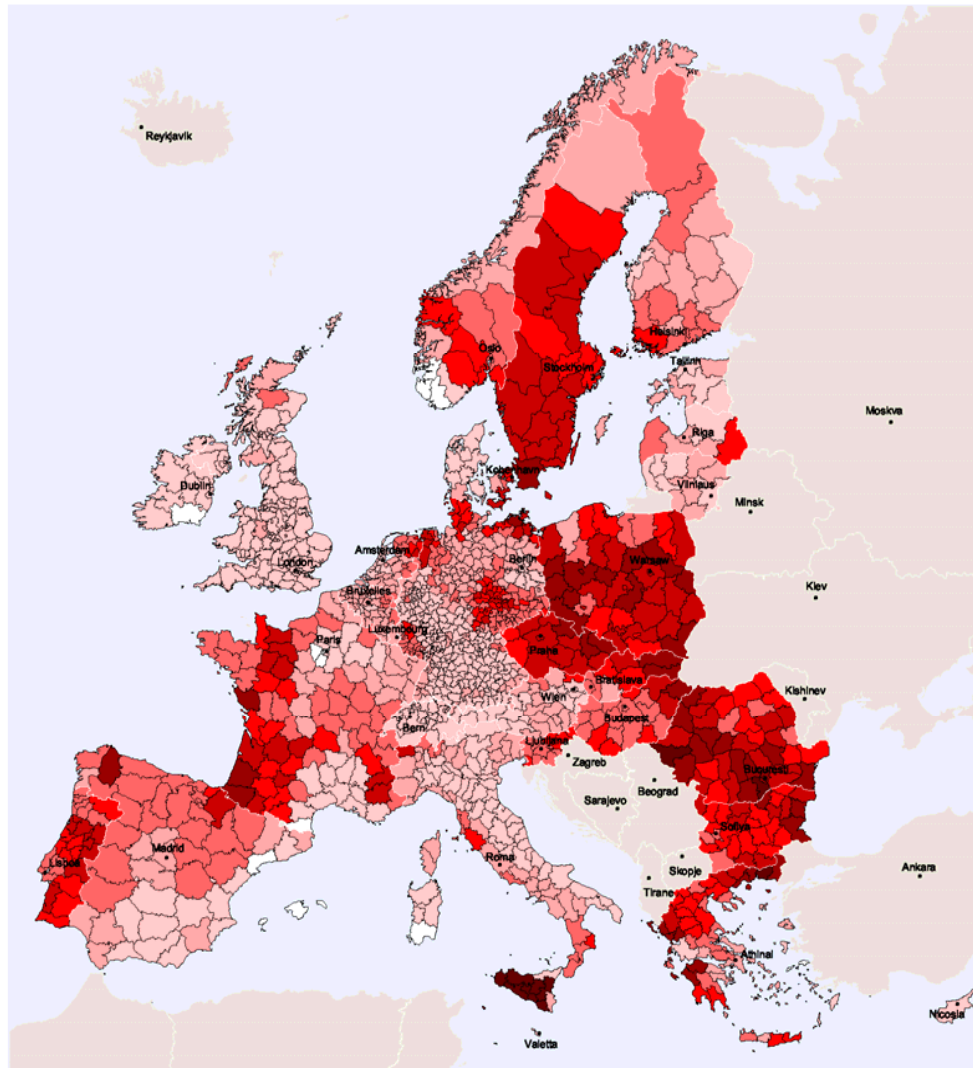 Reykjavik
Oslo
Helsinki
Stockholm
Tallinn
Riga
Moskva
Kobenhavn
Vilnius
Minsk
Dublin
London
Amsterdam
Berlin
Warsaw
Kiev
Bruxelles
Luxembourg
Paris
Praha
Bratislava
Wien
Budapest
Kishinev
Bern
Ljubljana
Zagreb
Bucuresti
Beograd
Sarajevo
Sofiya
Madrid
Lisboa
Roma
Skopje
Tirane
Ankara
Athinai
Nicosia
Valetta